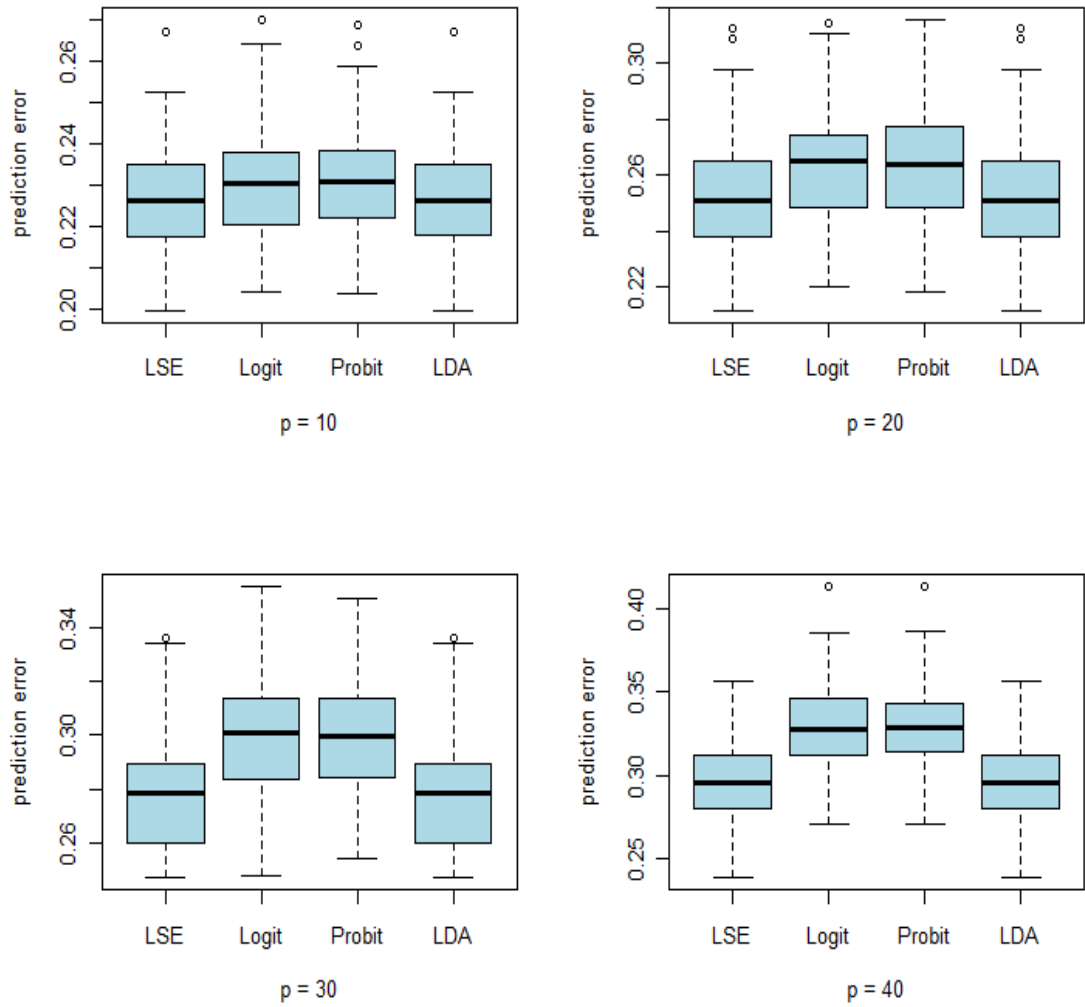 prediction error
0.20 0.22 0.24 0.26
LSE Logit Probit LDA
p = 10
prediction error
0.22 0.26 0.30
LSE Logit Probit LDA
p = 20
prediction error
0.26 0.30 0.34
LSE Logit Probit LDA
p = 30
prediction error
0.25 0.30 0.35 0.40
LSE Logit Probit LDA
p = 40